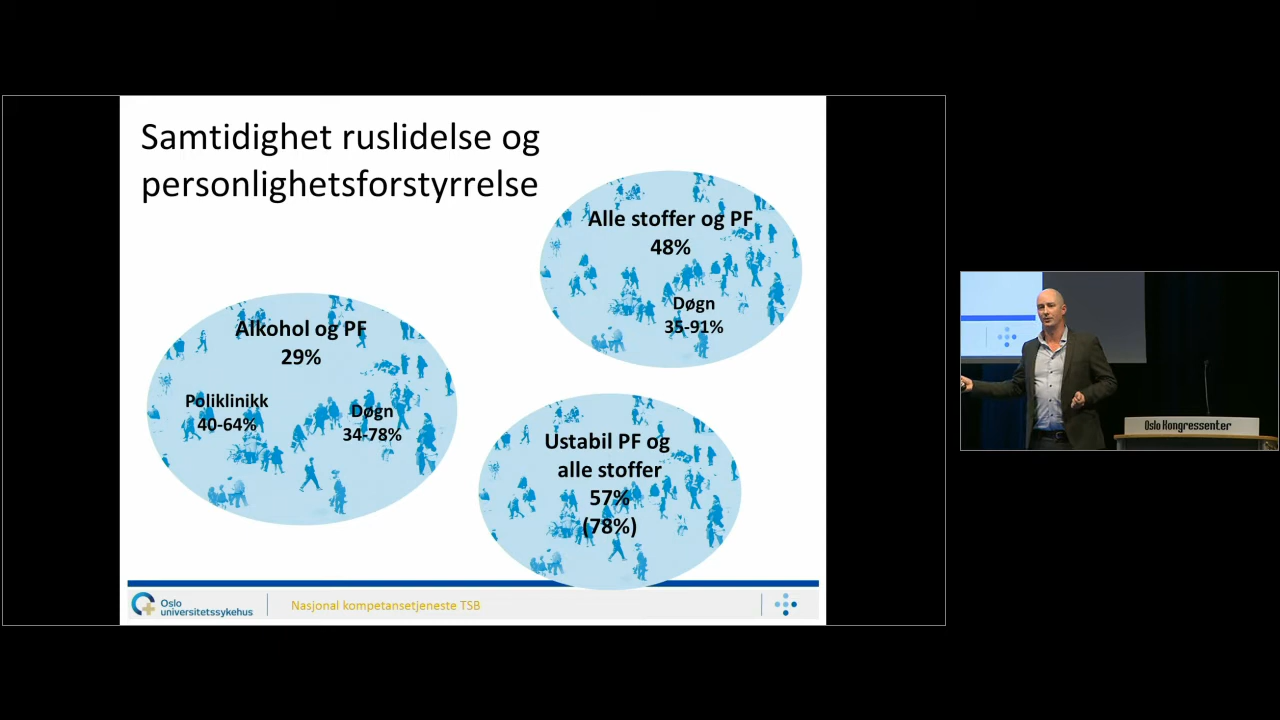 Samtidighet ruslidelse og
personlighetsforstyrrelse
Alle stoffer og PF
48%
Døgn
35-91%
Alkohol og PF
29%
Poliklinikk
40-64%
Døgn
34-78%
Ustabil PF og
alle stoffer
57%
(78%)
Oslo
universitetssykehus
Nasjonal kompetansetjeneste TSB
Oslo Kongressenter